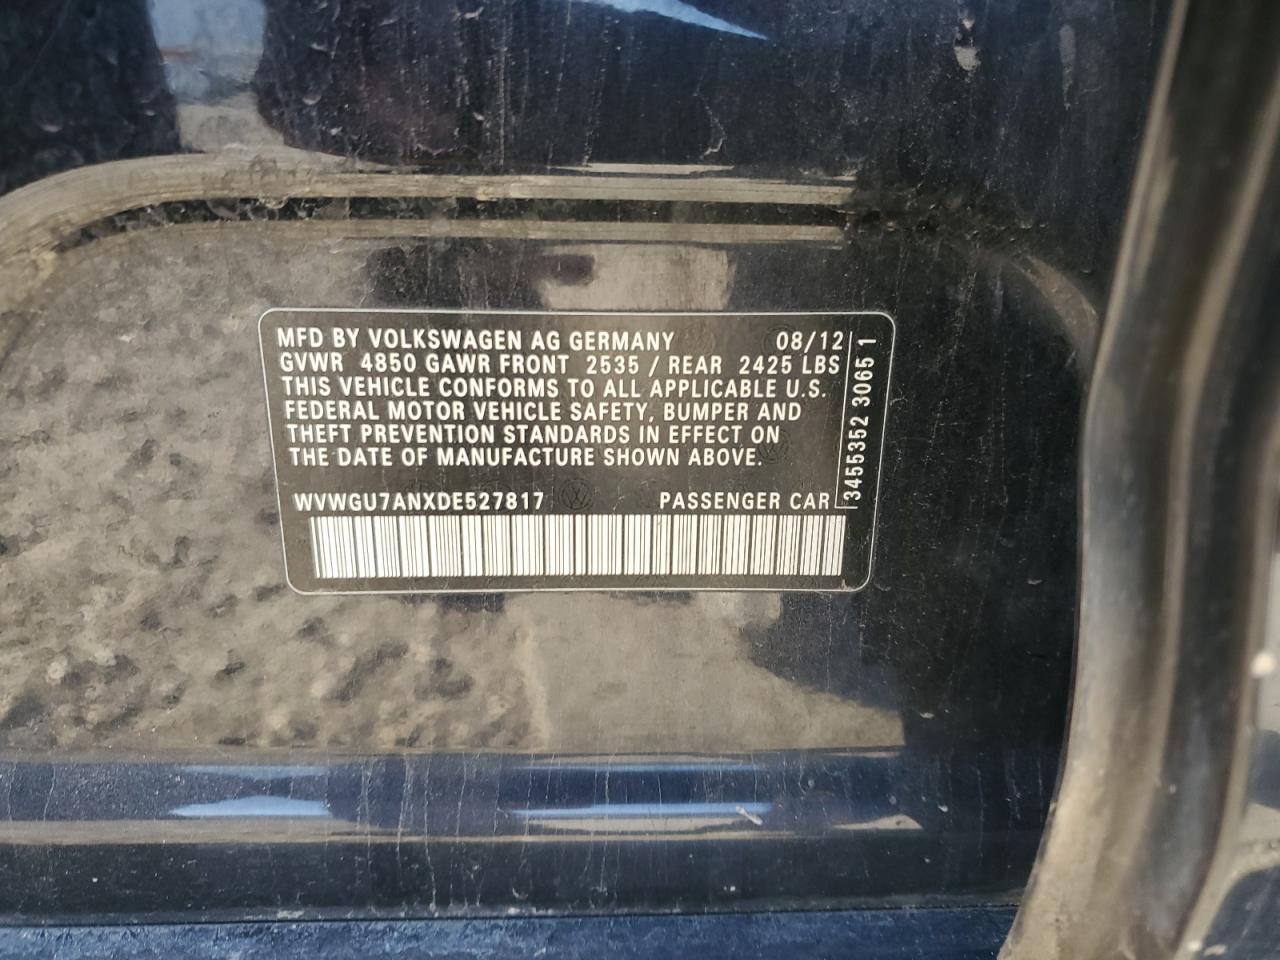 MFD BY VOLKSWAGEN AG GERMANY 08/12
GVWR 4850 GAWR FRONT 2535 / REAR 2425 LBS
THIS VEHICLE CONFORMS TO ALL APPLICABLE U.S.
FEDERAL MOTOR VEHICLE SAFETY, BUMPER AND
THEFT PREVENTION STANDARDS IN EFFECT ON
THE DATE OF MANUFACTURE SHOWN ABOVE.
WVWGU7ANXDE527817 PASSENGER CAR
3455352 3065 1